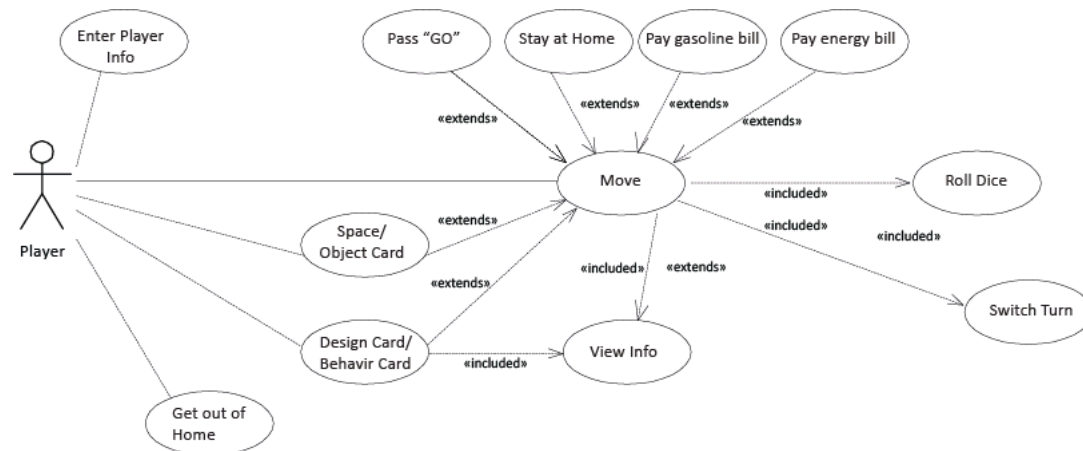 Enter Player
Info
Pass “GO”
Stay at Home
Pay gasoline bill
Pay energy bill
«extends»
«extends»
«extends»
«extends»
Player
Move
«included»
Roll Dice
Space/
Object Card
«extends»
«included»
«included»
«extends»
«included»
«extends»
Switch Turn
Design Card/
Behavir Card
«included»
View Info
Get out of
Home